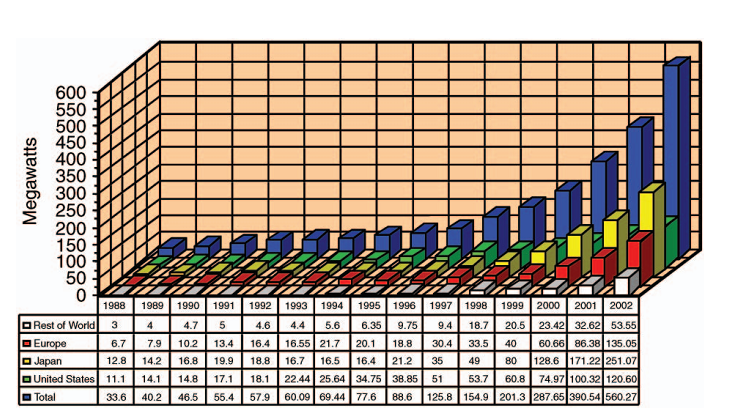 600
550
500
450
400
350
300
250
200
150
100
50
0
Megawatts
1988 1989 1990 1991 1992 1993 1994 1995 1996 1997 1998 1999 2000 2001 2002
Rest of World 3 4 4.7 5 4.6 4.4 5.6 6.35 9.75 9.4 18.7 20.5 23.42 32.62 53.55
Europe 6.7 7.9 10.2 13.4 16.4 16.55 21.7 20.1 18.8 30.4 33.5 40 60.66 86.38 135.05
Japan 12.8 14.2 16.8 19.9 18.8 16.7 16.5 16.4 21.2 35 49 80 128.6 171.22 251.07
United States 11.1 14.1 14.8 17.1 18.1 22.44 25.64 34.75 38.85 51 53.7 60.8 74.97 100.32 120.60
Total 33.6 40.2 46.5 55.4 57.9 60.09 69.44 77.6 88.6 125.8 154.9 201.3 287.65 390.54 560.27